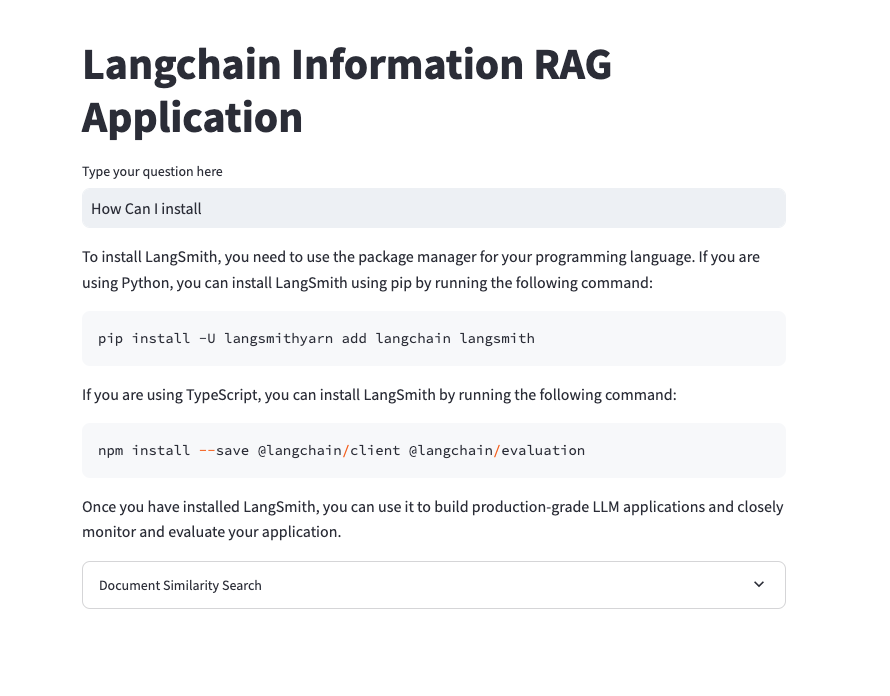 Langchain Information RAG
Application
Type your question here
How Can I install
To install LangSmith, you need to use the package manager for your programming language. If you are
using Python, you can install LangSmith using pip by running the following command:
pip install -U langsmithyarn add langchain langsmith
If you are using TypeScript, you can install LangSmith by running the following command:
npm install --save @langchain/client @langchain/evaluation
Once you have installed LangSmith, you can use it to build production-grade LLM applications and closely
monitor and evaluate your application.
Document Similarity Search